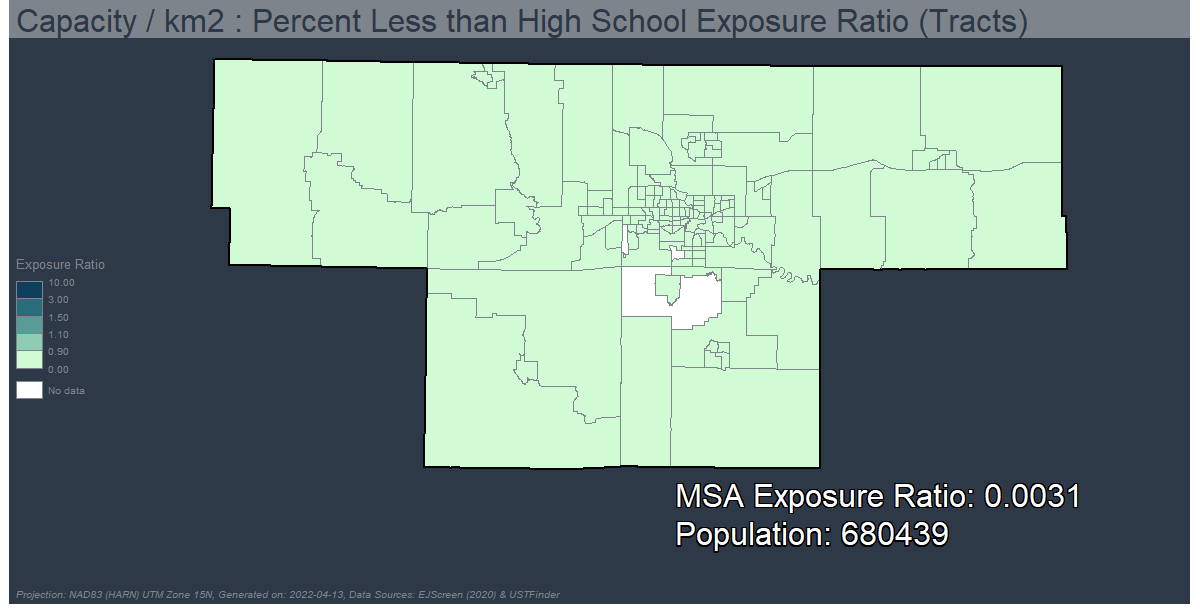 Capacity / km2 : Percent Less than High School Exposure Ratio (Tracts)
Exposure Ratio
10.00
3.00
1.50
1.10
0.90
0.00
No data
MSA Exposure Ratio: 0.0031
Population: 680439
Projection: NAD83 (HARN) UTM Zone 15N, Generated on: 2022-04-13, Data Sources: EJScreen (2020) & USTFinder